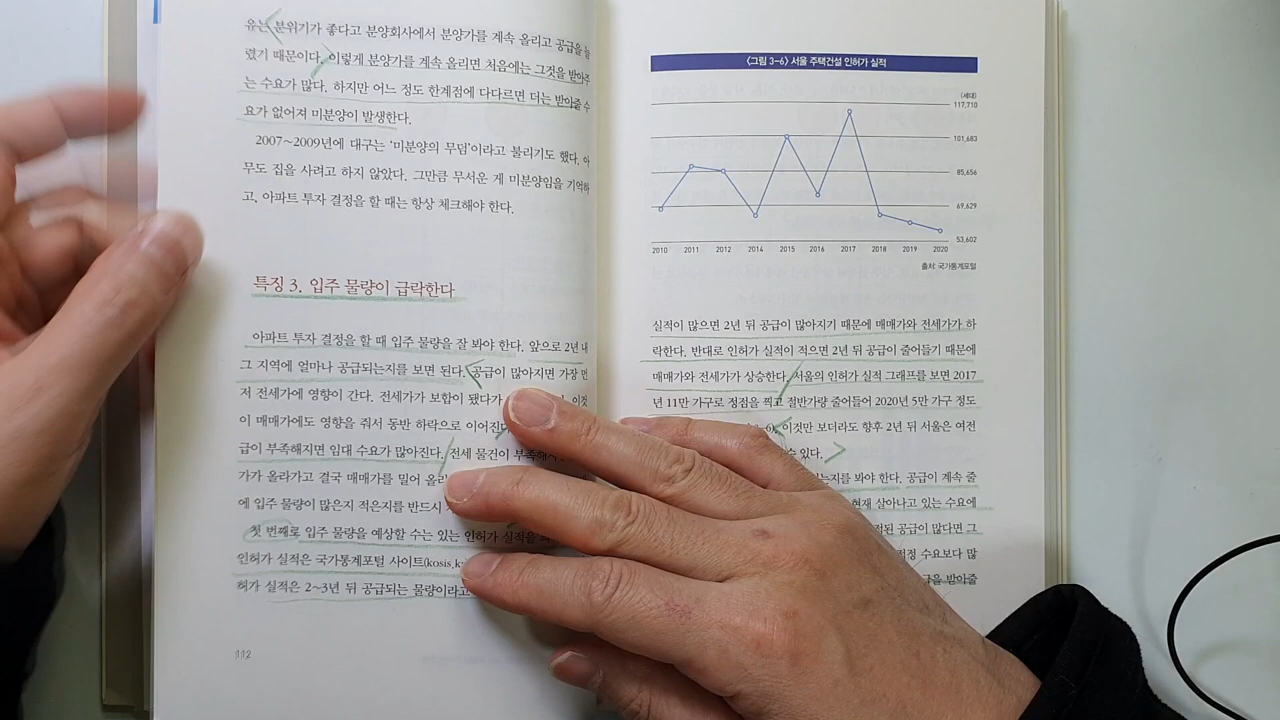 유는 분위기가 좋다고 분양회사에서 분양가를 계속 올리고 공급을 늘
렸기 때문이다. 이렇게 분양가를 계속 올리면 처음에는 그것을 받아주
는 수요가 많다. 하지만 어느 정도 한계점에 다다르면 더는 받아줄 수
요가 없어져 미분양이 발생한다.
2007~2009년에 대구는 '미분양의 무덤'이라고 불리기도 했다. 아
무도 집을 사려고 하지 않았다. 그만큼 무서운 게 미분양임을 기억하
고, 아파트 투자 결정을 할 때는 항상 체크해야 한다.
특징 3. 입주 물량이 급락한다
아파트 투자 결정을 할 때 입주 물량을 잘 봐야 한다. 앞으로 2년 내
그 지역에 얼마나 공급되는지를 보면 된다. 공급이 많아지면 가장 먼
저 전세가에 영향이 간다. 전세가가 보합이 됐다가 이것
이 매매가에도 영향을 줘서 동반 하락으로 이어진
급이 부족해지면 임대 수요가 많아진다. 전세 물건이 부족해
가가 올라가고 결국 매매가를 밀어 올리
에 입주 물량이 많은지 적은지를 반드시
첫 번째로 입주 물량을 예상할 수는 있는 인허가 실적을
인허가 실적은 국가통계포털 사이트(kosis.k
허가 실적은 2~3년 뒤 공급되는 물량이라고
112
〈그림 3-6〉 서울 주택건설 인허가 실적
(세대)
117,710
101,683
85,656
69,629
53,602
2010 2011 2012 2014 2015 2016 2017 2018 2019 2020
출처: 국가통계포털
실적이 많으면 2년 뒤 공급이 많아지기 때문에 매매가와 전세가가 하
락한다. 반대로 인허가 실적이 적으면 2년 뒤 공급이 줄어들기 때문에
매매가와 전세가가 상승한다. 서울의 인허가 실적 그래프를 보면 2017
년 11만 가구로 정점을 찍고 절반가량 줄어들어 2020년 5만 가구 정도
이것만 보더라도 향후 2년 뒤 서울은 여전
수 있다.
는지를 봐야 한다. 공급이 계속 줄
현재 살아나고 있는 수요에
적된 공급이 많다면 그
적정 수요보다 많
급을 받아줄